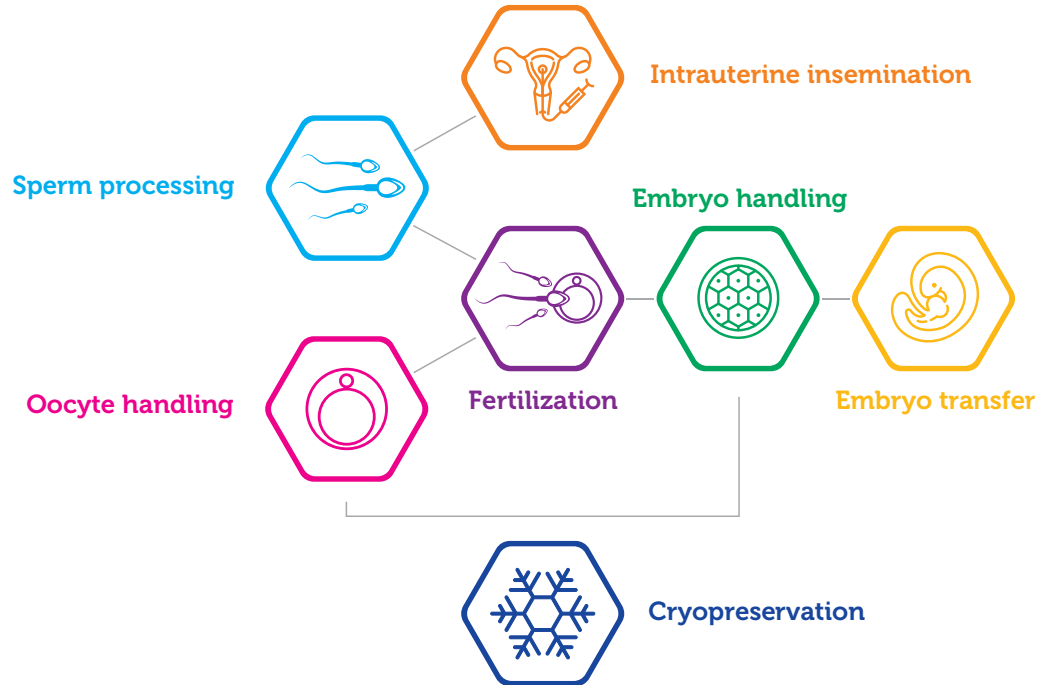 Intrauterine insemination
Sperm processing
Embryo handling
Oocyte handling
Fertilization
Embryo transfer
Cryopreservation